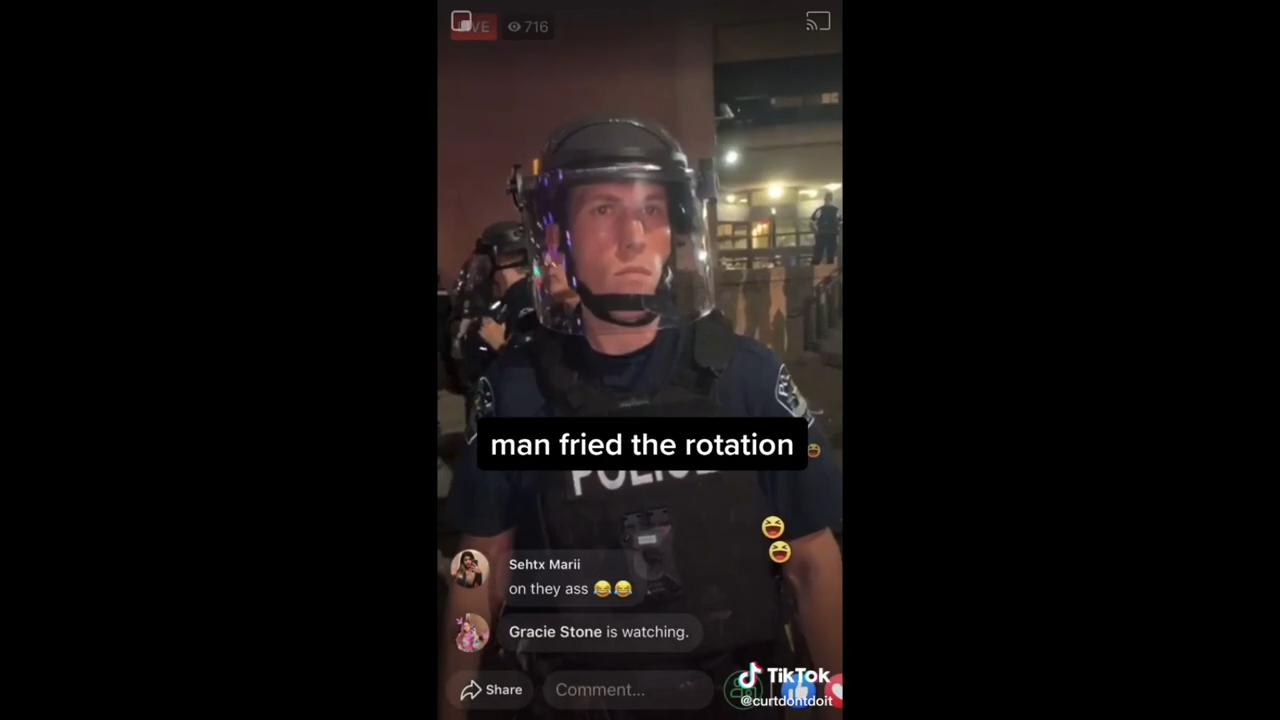 LIVE
716
man fried the rotation
POLICE
Sehtx Marii
on they ass 😂😂
Gracie Stone is watching.
Share
Comment...
TikTok
@curtdontdoit